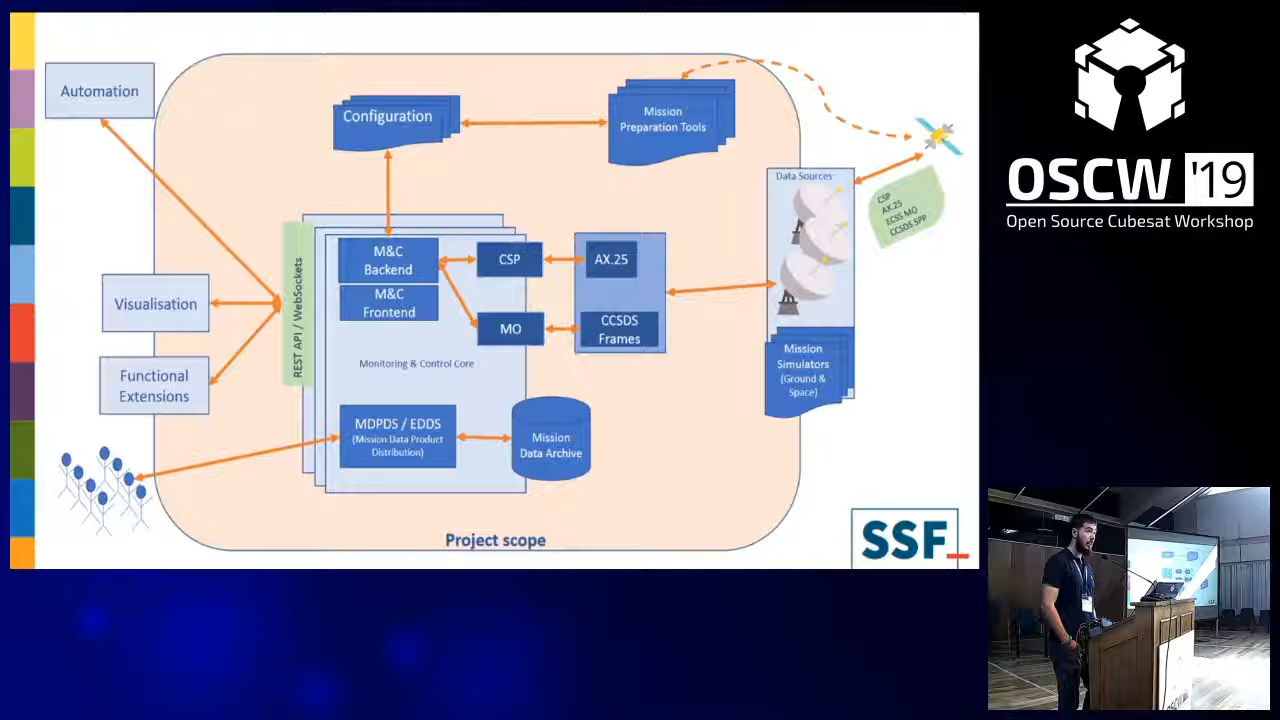 Automation
Configuration
Mission
Preparation Tools
Data Sources
CSP
AX.25
ECSS MO
CCSDS SPP
REST API / WebSockets
M&C
Backend
M&C
Frontend
CSP
AX.25
MO
CCSDS
Frames
Monitoring & Control Core
Visualisation
Functional
Extensions
Mission
Simulators
(Ground &
Space)
MDPDS / EDDS
(Mission Data Product
Distribution)
Mission
Data Archive
Project scope
SSF_
OSCW '19
Open Source Cubesat Workshop